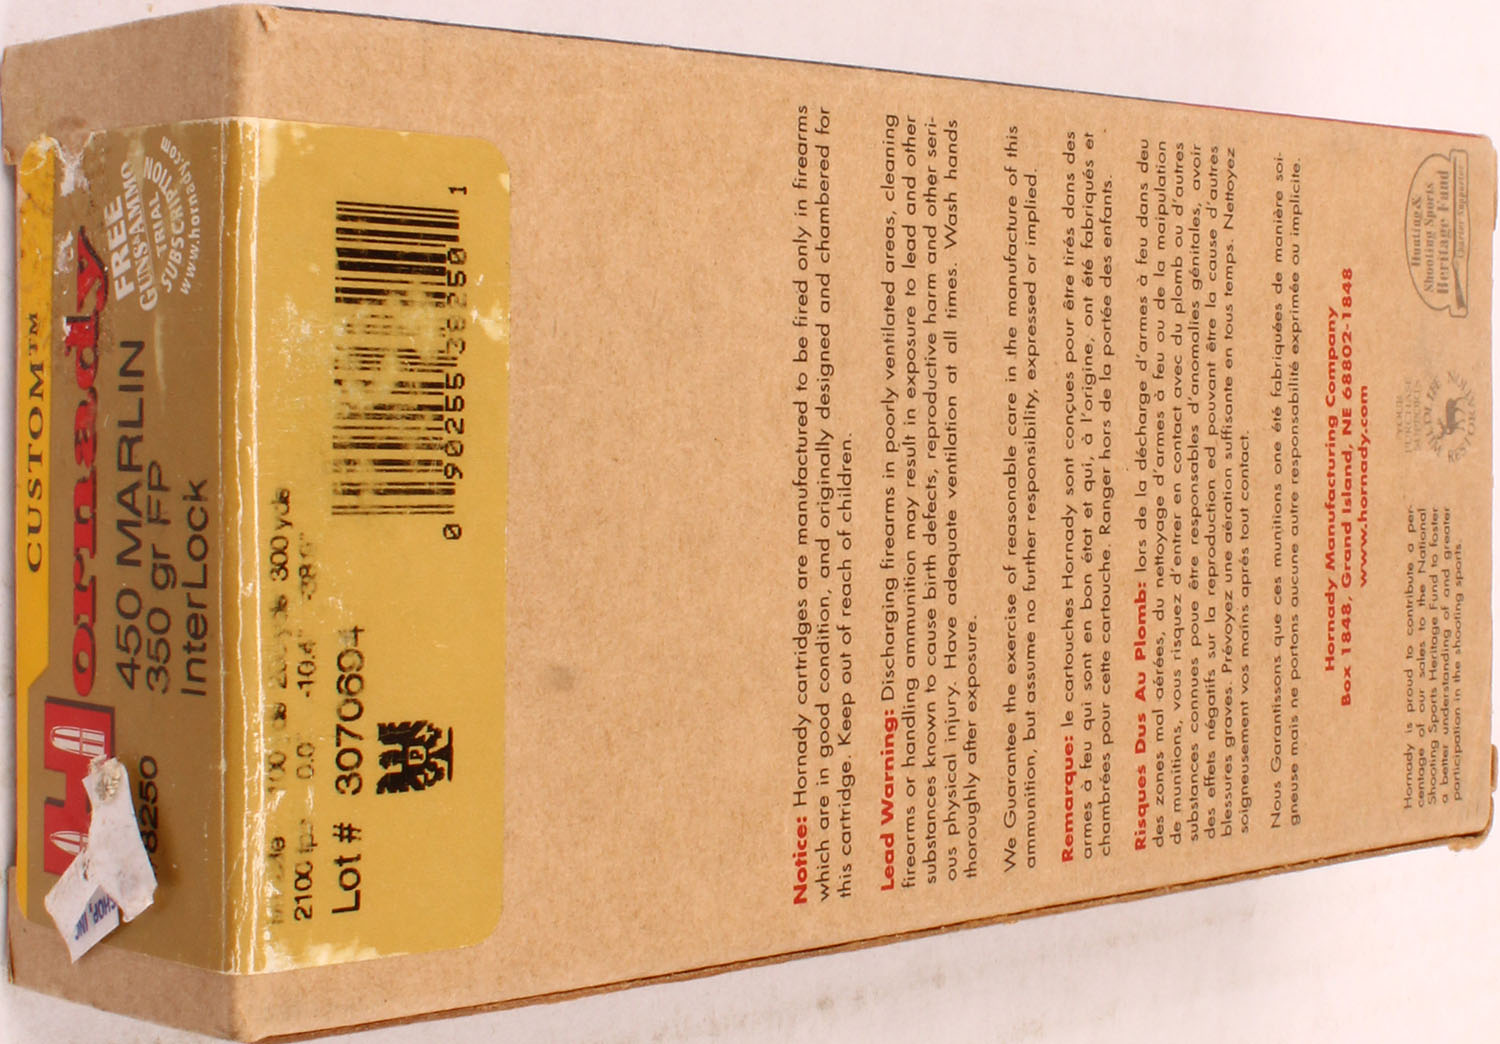 CUSTOM™
Hornady
FREE
GUNS&AMMO
TRIAL
SUBSCRIPTION
www.hornady.com
450 MARLIN
350 gr FP
InterLock
8250
HOP, INC
300 yds
2100 fps 0.0" -10.4"
Lot # 3070694
0 90255 38250 1
Notice: Hornady cartridges are manufactured to be fired only in firearms
which are in good condition, and originally designed and chambered for
this cartridge. Keep out of reach of children.
Lead Warning: Discharging firearms in poorly ventilated areas, cleaning
firearms or handling ammunition may result in exposure to lead and other
substances known to cause birth defects, reproductive harm and other seri-
ous physical injury. Have adequate ventilation at all times. Wash hands
thoroughly after exposure.
We Guarantee the exercise of reasonable care in the manufacture of this
ammunition, but assume no further responsibility, expressed or implied.
Remarque: le cartouches Hornady sont conçues pour être tirés dans des
armes à feu qui sont en bon état et qui, à l'origine, ont été fabriqués et
chambrées pour cette cartouche. Ranger hors de la portée des enfants.
Risques Dus Au Plomb: lors de la décharge d'armes à feu dans deu
des zones mal aérées, du nettoyage d'armes à feu ou de la maipulation
de munitions, vous risquez d'entrer en contact avec du plomb ou d'autres
substances connues poue être responsables d'anomalies génitales, avoir
des effets négatifs sur la reproduction ed pouvant être la cause d'autres
blessures graves. Prévoyez une aération suffisante en tous temps. Nettoyez
soigneusement vos mains aprés tout contact.
Nous Garantissons que ces munitions one été fabriquées de manière soi-
gneuse mais ne portons aucune autre responsabilité exprimée ou implicite.
Hornady Manufacturing Company
Box 1848, Grand Island, NE 68802-1848
www.hornady.com
Hornady is proud to contribute a per-
centage of our sales to the National
Shooting Sports Heritage Fund to foster
a better understanding of and greater
participation in the shooting sports.
YOUR
PURCHASE
SUPPORTS
Hunting &
Shooting Sports
Heritage Fund
Charter Supporter